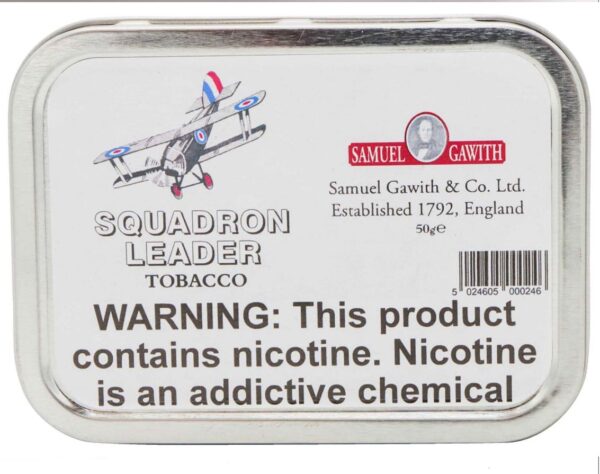 SQUADRON
LEADER
TOBACCO
SAMUEL GAWITH
Samuel Gawith & Co. Ltd.
Established 1792, England
50g℮
5 024605 000246
WARNING: This product
contains nicotine. Nicotine
is an addictive chemical